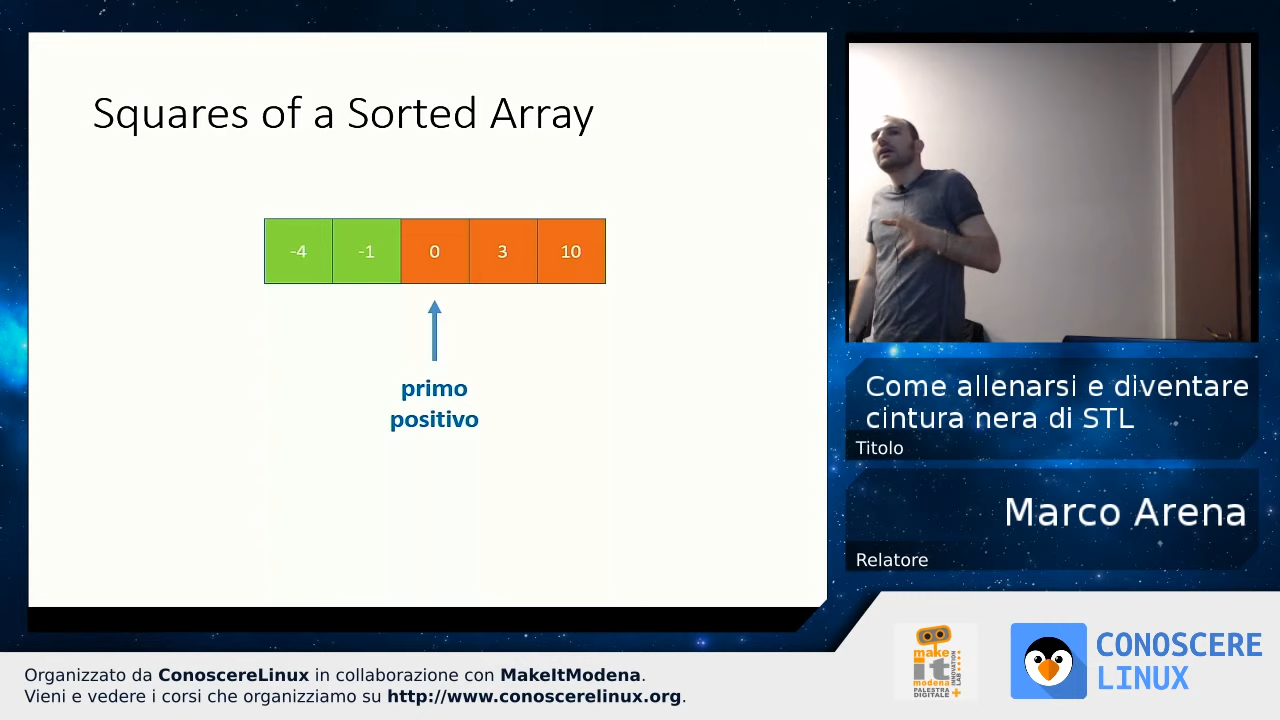 Squares of a Sorted Array
-4 -1 0 3 10
primo
positivo
Come allenarsi e diventare
cintura nera di STL
Titolo
Marco Arena
Relatore
make
it
modena
PALESTRA
DIGITALE
INNOVATION
LAB
CONOSCERE
LINUX
Organizzato da ConoscereLinux in collaborazione con MakeItModena.
Vieni e vedere i corsi che organizziamo su http://www.conoscerelinux.org.